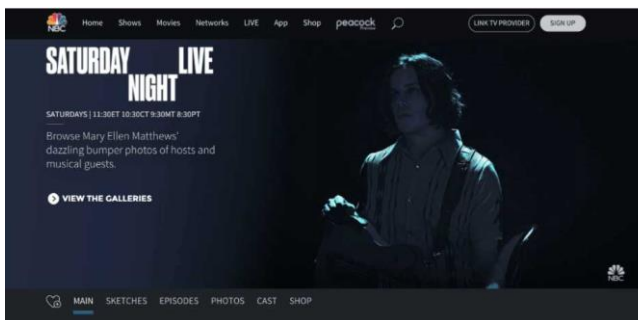 NBC Home Shows Movies Networks LIVE App Shop peacock LINK TV PROVIDER SIGN UP
SATURDAY LIVE
NIGHT
SATURDAYS | 11:30ET 10:30CT 9:30MT 8:30PT
Browse Mary Ellen Matthews'
dazzling bumper photos of hosts and
musical guests.
VIEW THE GALLERIES
NBC
MAIN SKETCHES EPISODES PHOTOS CAST SHOP